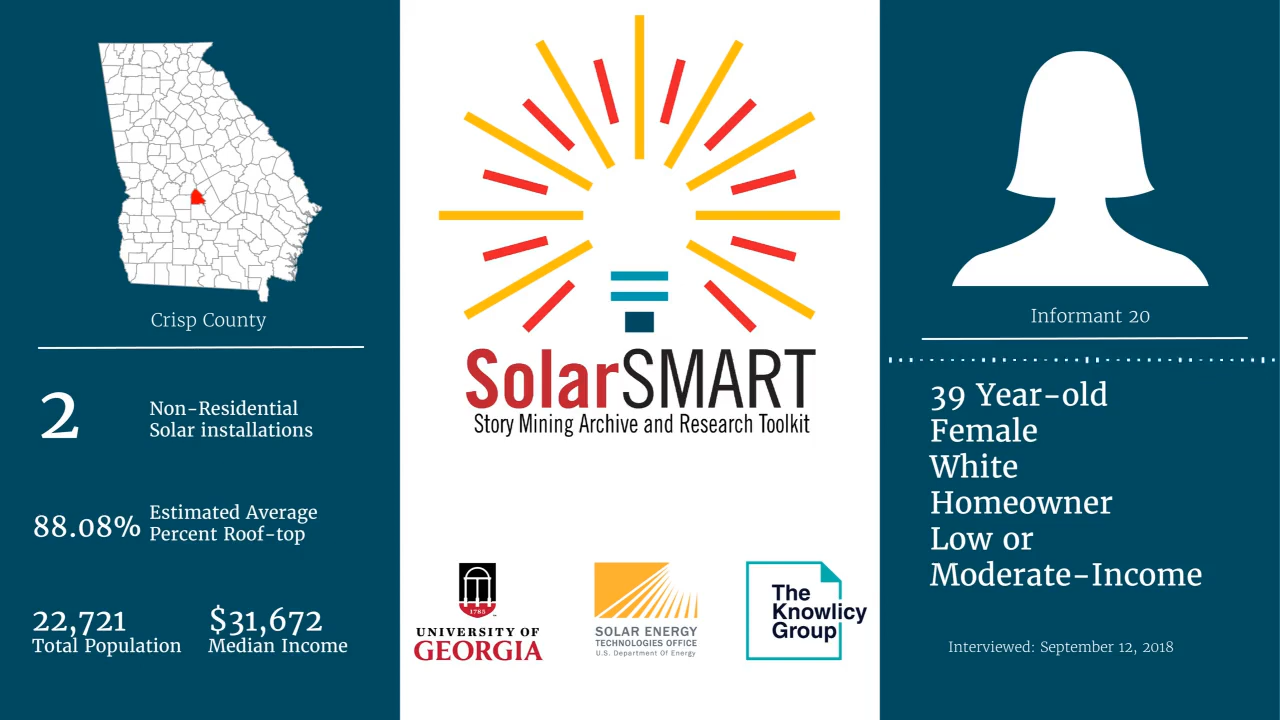 Crisp County
2
Non-Residential
Solar installations
88.08%
Estimated Average
Percent Roof-top
22,721
Total Population
$31,672
Median Income
SolarSMART
Story Mining Archive and Research Toolkit
1785
UNIVERSITY OF
GEORGIA
SOLAR ENERGY
TECHNOLOGIES OFFICE
U.S. Department Of Energy
The
Knowlicy
Group
Informant 20
39 Year-old
Female
White
Homeowner
Low or
Moderate-Income
Interviewed: September 12, 2018